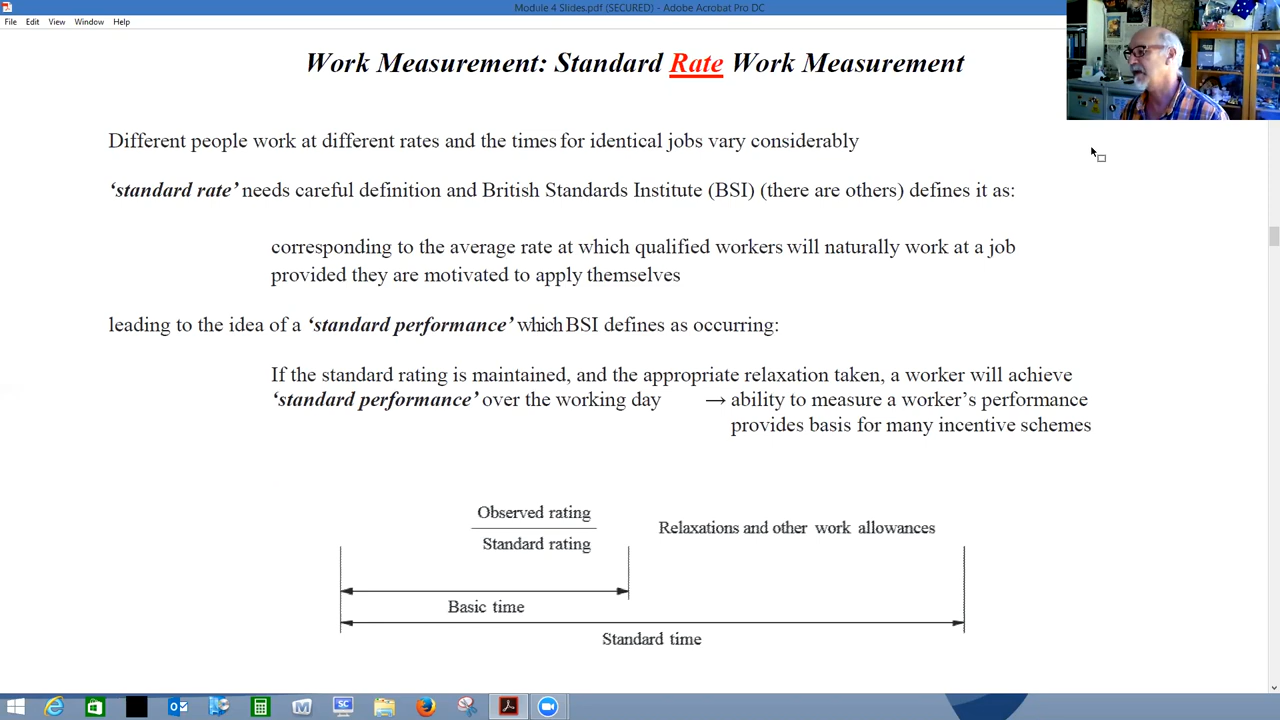 Module 4 Slides.pdf (SECURED) - Adobe Acrobat Pro DC
File Edit View Window Help
Work Measurement: Standard Rate Work Measurement
Different people work at different rates and the times for identical jobs vary considerably
‘standard rate’ needs careful definition and British Standards Institute (BSI) (there are others) defines it as:
corresponding to the average rate at which qualified workers will naturally work at a job
provided they are motivated to apply themselves
leading to the idea of a ‘standard performance’ which BSI defines as occurring:
If the standard rating is maintained, and the appropriate relaxation taken, a worker will achieve
‘standard performance’ over the working day → ability to measure a worker’s performance
provides basis for many incentive schemes
Observed rating
Standard rating
Relaxations and other work allowances
Basic time
Standard time